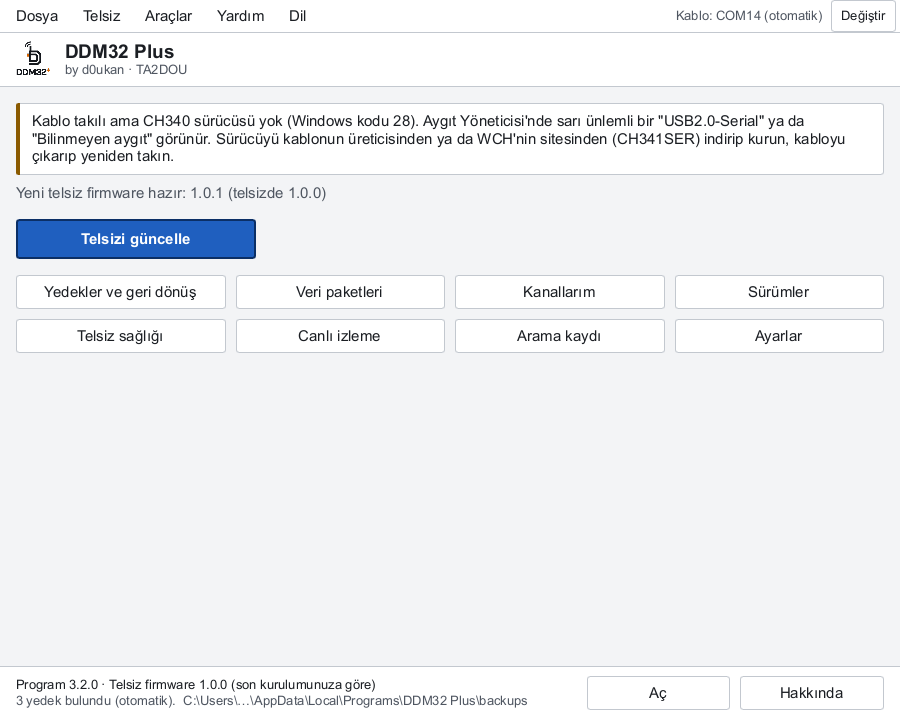 Dosya Telsiz Araçlar Yardım Dil Kablo: COM14 (otomatik) Değiştir
DDM32+
DDM32 Plus
by d0ukan · TA2DOU
Kablo takılı ama CH340 sürücüsü yok (Windows kodu 28). Aygıt Yöneticisi'nde sarı ünlemli bir "USB2.0-Serial" ya da
"Bilinmeyen aygıt" görünür. Sürücüyü kablonun üreticisinden ya da WCH'nin sitesinden (CH341SER) indirip kurun, kabloyu
çıkarıp yeniden takın.
Yeni telsiz firmware hazır: 1.0.1 (telsizde 1.0.0)
Telsizi güncelle
Yedekler ve geri dönüş Veri paketleri Kanallarım Sürümler
Telsiz sağlığı Canlı izleme Arama kaydı Ayarlar
Program 3.2.0 · Telsiz firmware 1.0.0 (son kurulumunuza göre)
3 yedek bulundu (otomatik). C:\Users\...\AppData\Local\Programs\DDM32 Plus\backups
Aç Hakkında